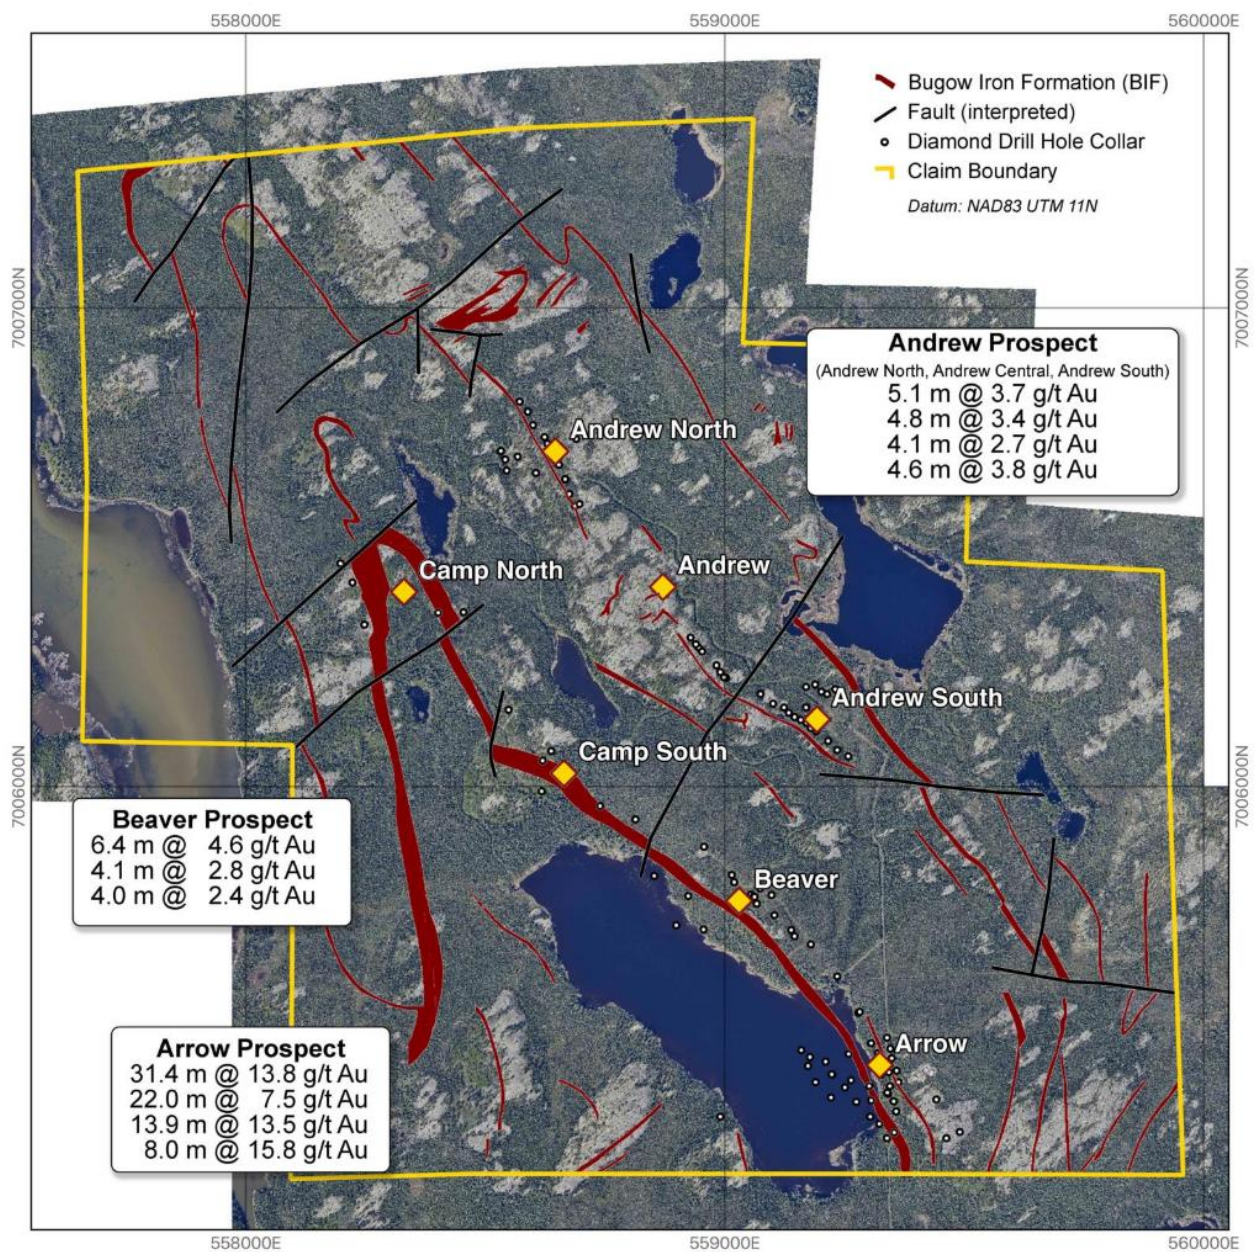 558000E
559000E
560000E
Bugow Iron Formation (BIF)
Fault (interpreted)
Diamond Drill Hole Collar
Claim Boundary
Datum: NAD83 UTM 11N
7007000N
7007000N
Andrew Prospect
(Andrew North, Andrew Central, Andrew South)
5.1 m @ 3.7 g/t Au
4.8 m @ 3.4 g/t Au
4.1 m @ 2.7 g/t Au
4.6 m @ 3.8 g/t Au
Andrew North
Andrew
Camp North
Andrew South
Camp South
7006000N
7006000N
Beaver Prospect
6.4 m @ 4.6 g/t Au
4.1 m @ 2.8 g/t Au
4.0 m @ 2.4 g/t Au
Beaver
Arrow
Arrow Prospect
31.4 m @ 13.8 g/t Au
22.0 m @ 7.5 g/t Au
13.9 m @ 13.5 g/t Au
8.0 m @ 15.8 g/t Au
558000E
559000E
560000E